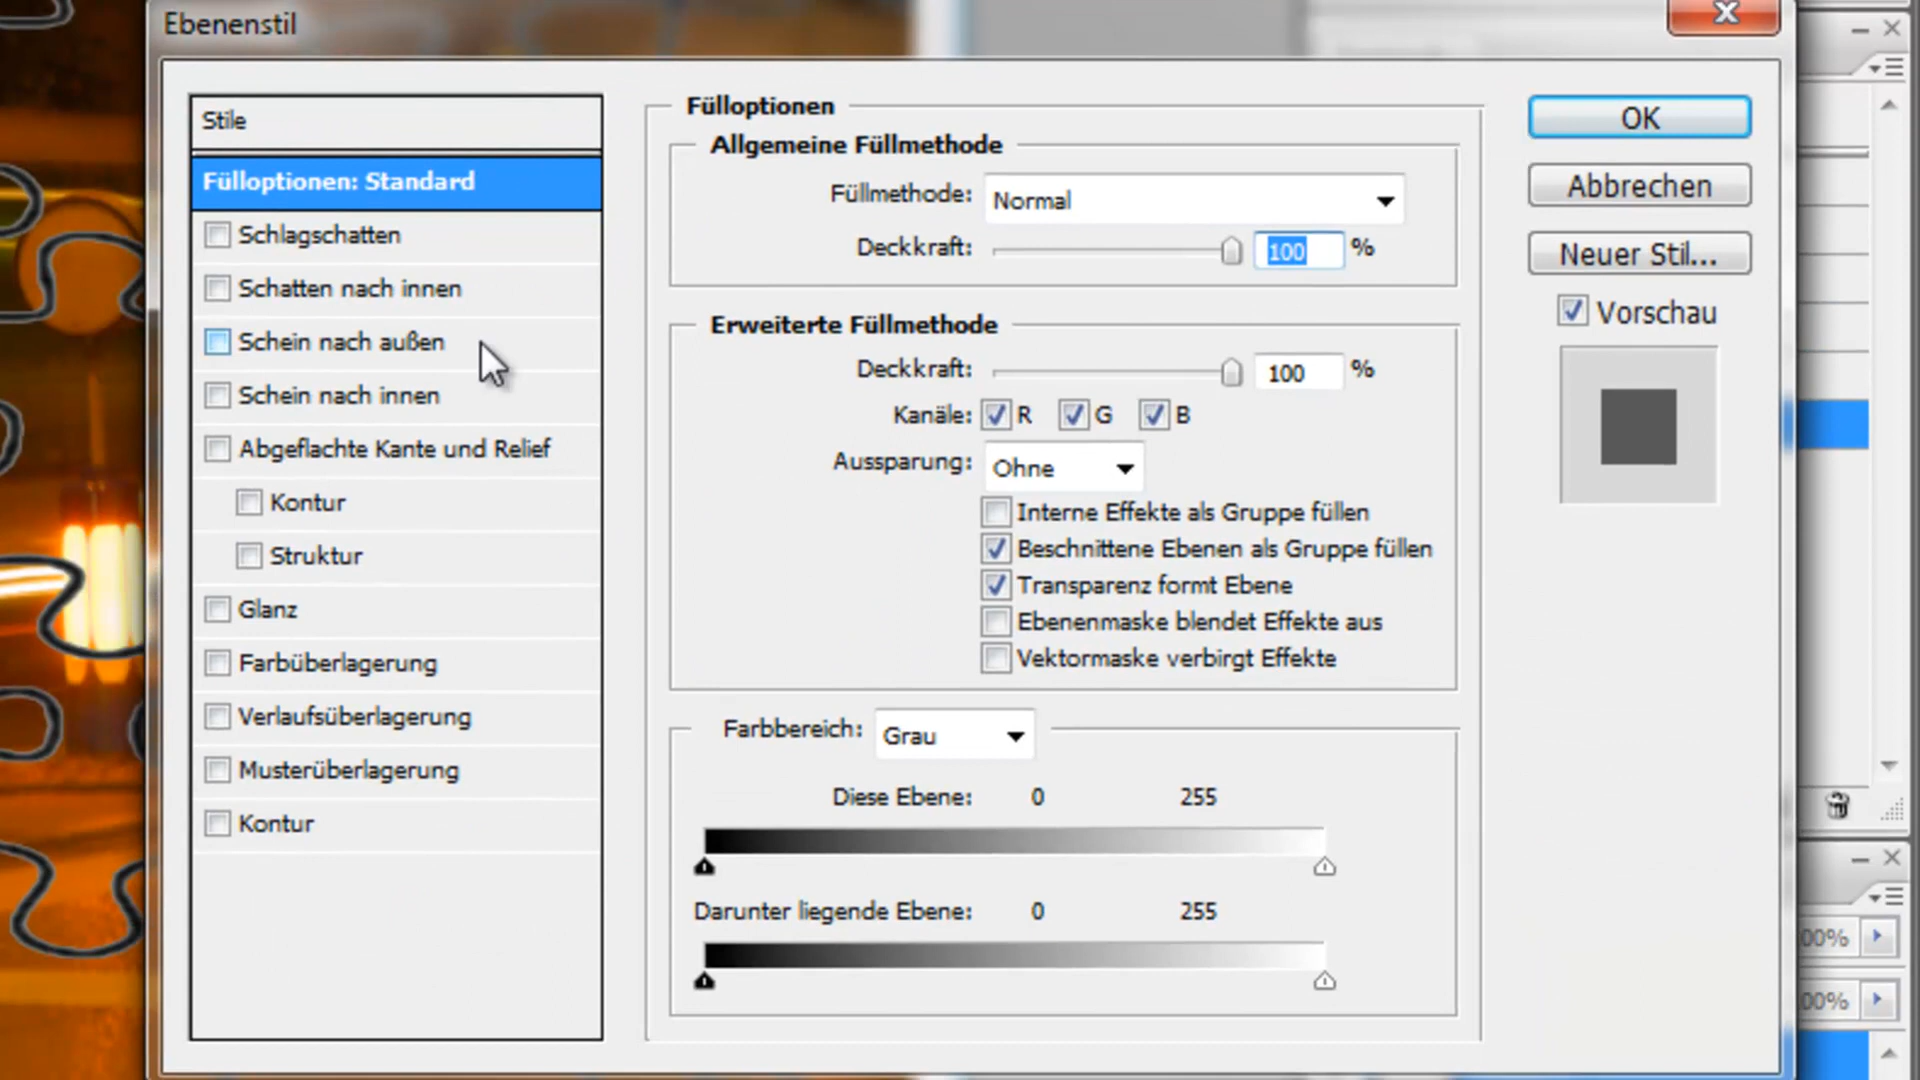 Ebenenstil
Stile
Fülloptionen: Standard
Schlagschatten
Schatten nach innen
Schein nach außen
Schein nach innen
Abgeflachte Kante und Relief
Kontur
Struktur
Glanz
Farbüberlagerung
Verlaufsüberlagerung
Musterüberlagerung
Kontur
Fülloptionen
Allgemeine Füllmethode
Füllmethode: Normal
Deckkraft: 100 %
Erweiterte Füllmethode
Deckkraft: 100 %
Kanäle: R G B
Aussparung: Ohne
Interne Effekte als Gruppe füllen
Beschnittene Ebenen als Gruppe füllen
Transparenz formt Ebene
Ebenenmaske blendet Effekte aus
Vektormaske verbirgt Effekte
Farbbereich: Grau
Diese Ebene: 0 255
Darunter liegende Ebene: 0 255
OK
Abbrechen
Neuer Stil...
Vorschau